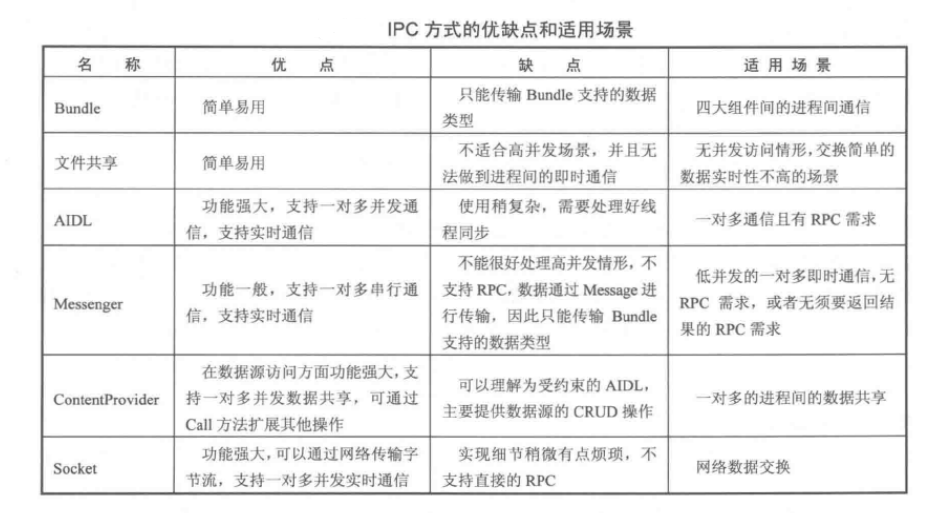 IPC 方式的优缺点和适用场景
名 称 优 点 缺 点 适 用 场 景
Bundle 简单易用 只能传输 Bundle 支持的数据
类型 四大组件间的进程间通信
文件共享 简单易用 不适合高并发场景，并且无
法做到进程间的即时通信 无并发访问情形，交换简单的
数据实时性不高的场景
AIDL 功能强大，支持一对多并发通
信，支持实时通信 使用稍复杂，需要处理好线
程同步 一对多通信且有 RPC 需求
Messenger 功能一般，支持一对多串行通
信，支持实时通信 不能很好处理高并发情形，不
支持 RPC，数据通过 Message 进
行传输，因此只能传输 Bundle
支持的数据类型 低并发的一对多即时通信，无
RPC 需求，或者无须要返回结
果的 RPC 需求
ContentProvider 在数据源访问方面功能强大，支
持一对多并发数据共享，可通过
Call 方法扩展其他操作 可以理解为受约束的 AIDL，
主要提供数据源的 CRUD 操作 一对多的进程间的数据共享
Socket 功能强大，可以通过网络传输字
节流，支持一对多并发实时通信 实现细节稍微有点烦琐，不
支持直接的 RPC 网络数据交换